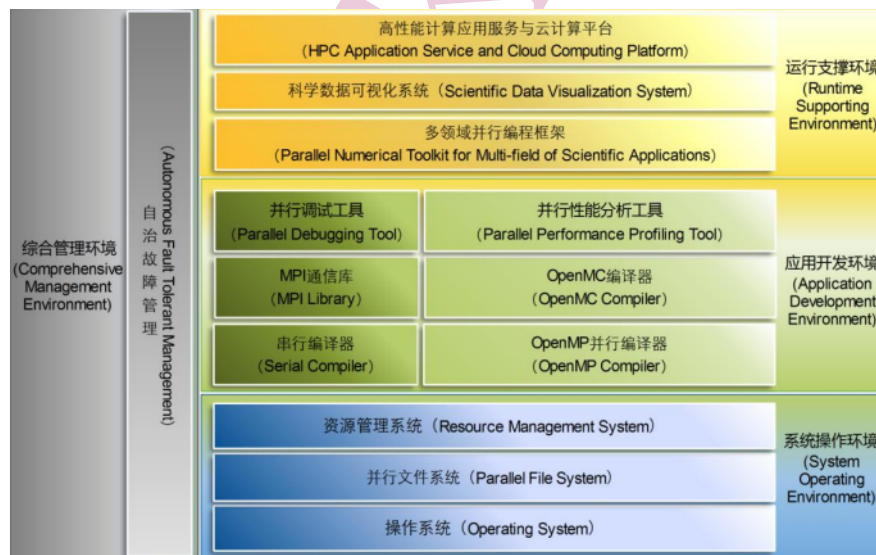 综合管理环境
(Comprehensive
Management
Environment)
自治故障管理
(Autonomous Fault Tolerant Management)
高性能计算应用服务与云计算平台
(HPC Application Service and Cloud Computing Platform)
科学数据可视化系统（Scientific Data Visualization System）
多领域并行编程框架
(Parallel Numerical Toolkit for Multi-field of Scientific Applications)
运行支撑环境
(Runtime
Supporting
Environment)
并行调试工具
(Parallel Debugging Tool)
并行性能分析工具
(Parallel Performance Profiling Tool)
MPI通信库
(MPI Library)
OpenMC编译器
(OpenMC Compiler)
串行编译器
(Serial Compiler)
OpenMP并行编译器
(OpenMP Compiler)
应用开发环境
(Application
Development
Environment)
资源管理系统（Resource Management System）
并行文件系统（Parallel File System）
操作系统（Operating System）
系统操作环境
(System
Operating
Environment)